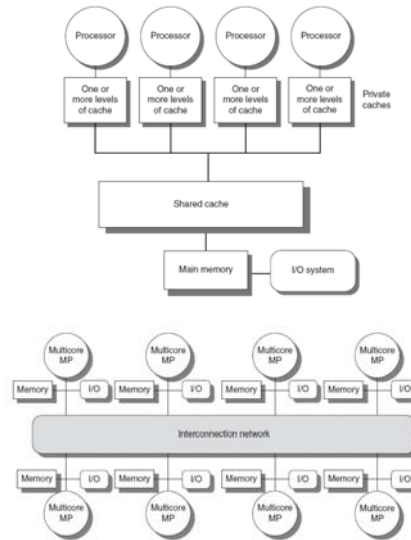 Processor Processor Processor Processor
One or One or One or One or
more levels more levels more levels more levels
of cache of cache of cache of cache
Private
caches
Shared cache
Main memory
I/O system
Multicore Multicore Multicore Multicore
MP MP MP MP
Memory I/O Memory I/O Memory I/O Memory I/O
Interconnection network
Memory I/O Memory I/O Memory I/O Memory I/O
Multicore Multicore Multicore Multicore
MP MP MP MP